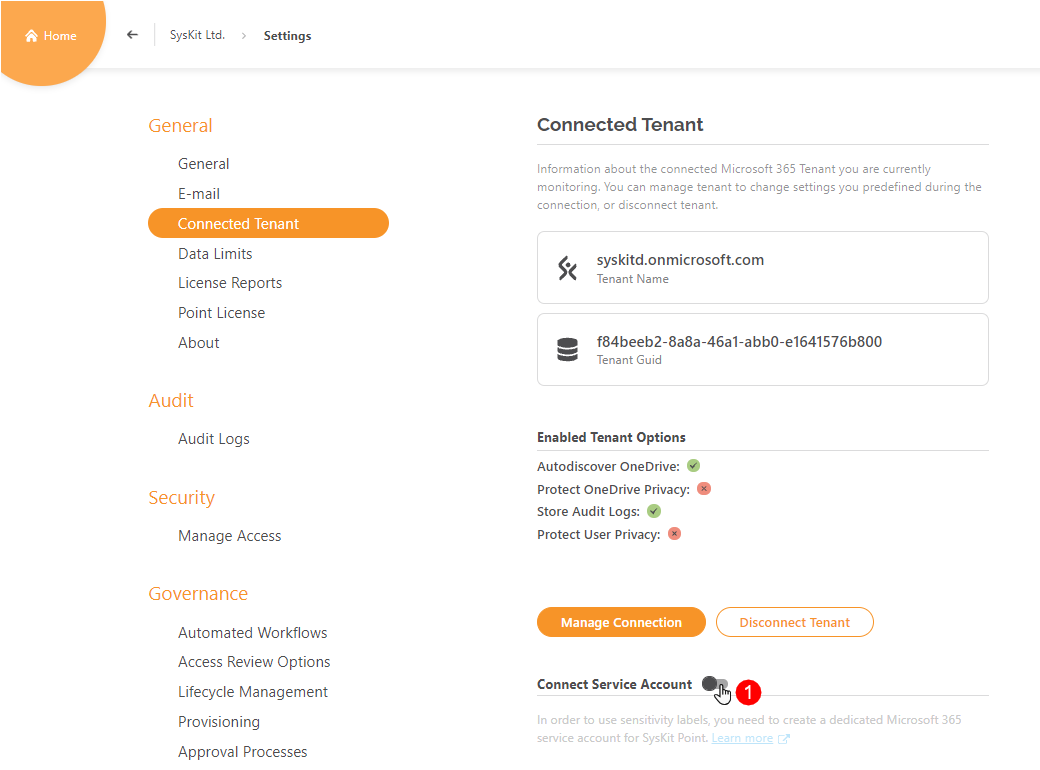 Home
SysKit Ltd. > Settings
General
General
E-mail
Connected Tenant
Data Limits
License Reports
Point License
About
Audit
Audit Logs
Security
Manage Access
Governance
Automated Workflows
Access Review Options
Lifecycle Management
Provisioning
Approval Processes
Connected Tenant
Information about the connected Microsoft 365 Tenant you are currently
monitoring. You can manage tenant to change settings you predefined during the
connection, or disconnect tenant.
syskitd.onmicrosoft.com
Tenant Name
f84beeb2-8a8a-46a1-abb0-e1641576b800
Tenant Guid
Enabled Tenant Options
Autodiscover OneDrive:
Protect OneDrive Privacy:
Store Audit Logs:
Protect User Privacy:
Manage Connection
Disconnect Tenant
Connect Service Account
1
In order to use sensitivity labels, you need to create a dedicated Microsoft 365
service account for SysKit Point. Learn more